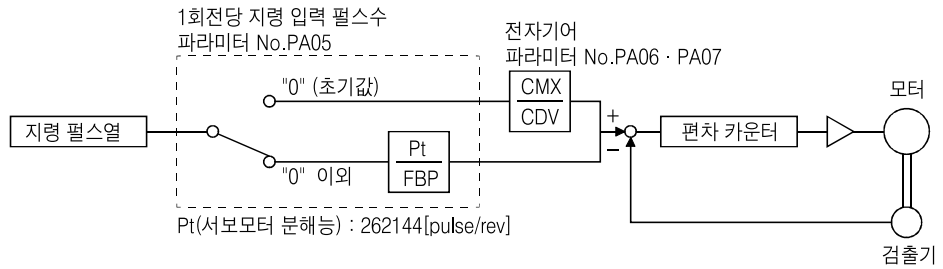 1회전당 지령 입력 펄스수
파라미터 No.PA05
전자기어
파라미터 No.PA06 · PA07
"0" (초기값)
CMX
CDV
모터
지령 펄스열
+
−
편차 카운터
Pt
FBP
"0" 이외
Pt(서보모터 분해능) : 262144[pulse/rev]
검출기